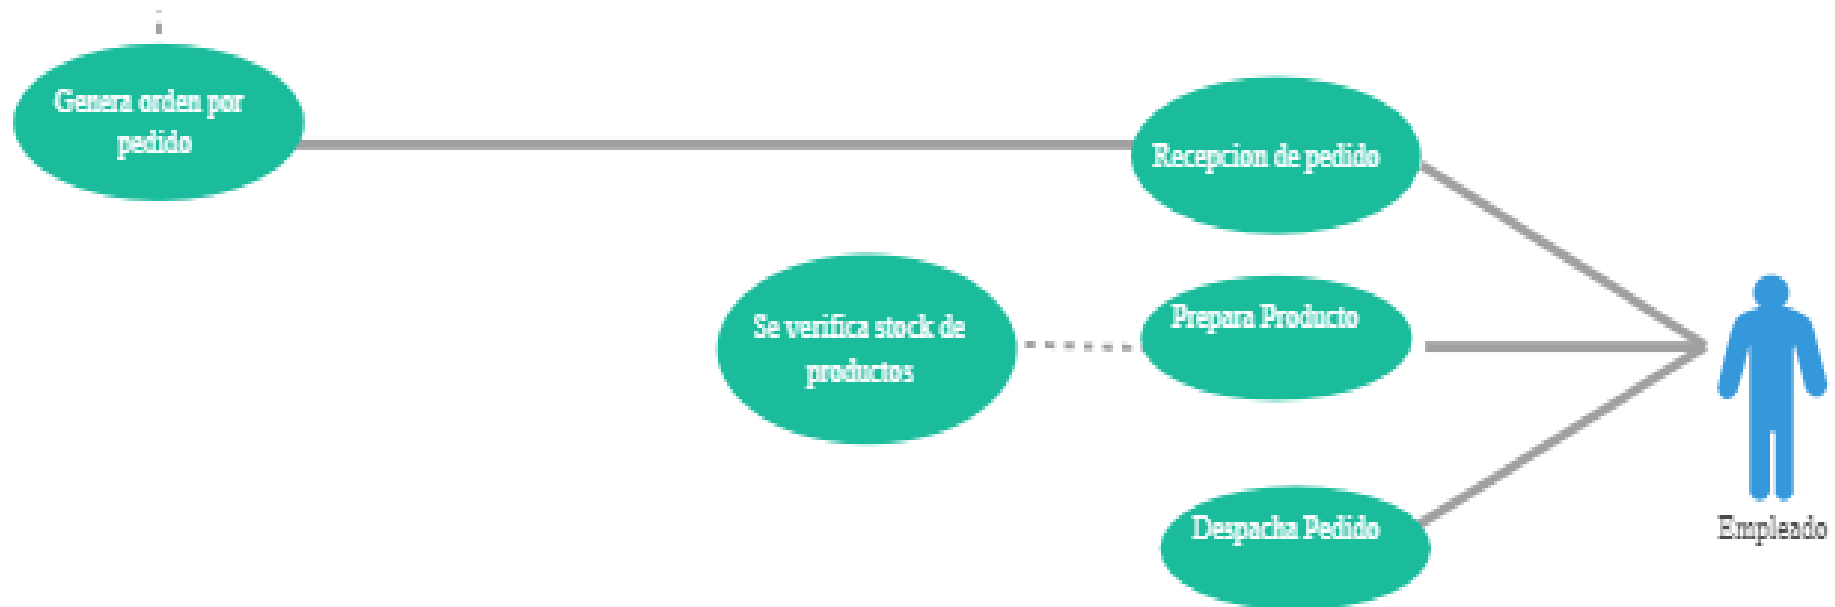 Genera orden por
pedido
Recepcion de pedido
Se verifica stock de
productos
Prepara Producto
Despacha Pedido
Empleado